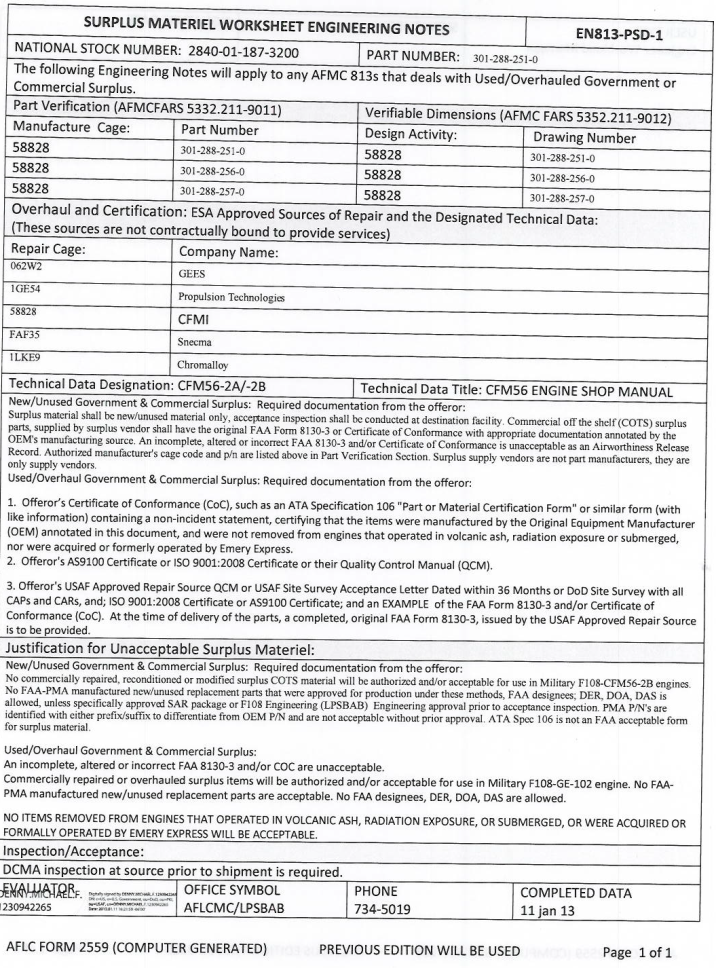 SURPLUS MATERIEL WORKSHEET ENGINEERING NOTES
EN813-PSD-1
NATIONAL STOCK NUMBER: 2840-01-187-3200
PART NUMBER: 301-288-251-0
The following Engineering Notes will apply to any AFMC 813s that deals with Used/Overhauled Government or
Commercial Surplus.
Part Verification (AFMCFARS 5332.211-9011)
Verifiable Dimensions (AFMC FARS 5352.211-9012)
Manufacture Cage:
Part Number
Design Activity:
Drawing Number
58828
301-288-251-0
58828
301-288-251-0
58828
301-288-256-0
58828
301-288-256-0
58828
301-288-257-0
58828
301-288-257-0
Overhaul and Certification: ESA Approved Sources of Repair and the Designated Technical Data:
(These sources are not contractually bound to provide services)
Repair Cage:
Company Name:
062W2
GEES
1GE54
Propulsion Technologies
58828
CFMI
FAF35
Snecma
1LKE9
Chromalloy
Technical Data Designation: CFM56-2A/-2B
Technical Data Title: CFM56 ENGINE SHOP MANUAL
New/Unused Government & Commercial Surplus: Required documentation from the offeror:
Surplus material shall be new/unused material only, acceptance inspection shall be conducted at destination facility. Commercial off the shelf (COTS) surplus
parts, supplied by surplus vendor shall have the original FAA Form 8130-3 or Certificate of Conformance with appropriate documentation annotated by the
OEM's manufacturing source. An incomplete, altered or incorrect FAA 8130-3 and/or Certificate of Conformance is unacceptable as an Airworthiness Release
Record. Authorized manufacturer's cage code and p/n are listed above in Part Verification Section. Surplus supply vendors are not part manufacturers, they are
only supply vendors.
Used/Overhaul Government & Commercial Surplus: Required documentation from the offeror:
1. Offeror's Certificate of Conformance (CoC), such as an ATA Specification 106 "Part or Material Certification Form" or similar form (with
like information) containing a non-incident statement, certifying that the items were manufactured by the Original Equipment Manufacturer
(OEM) annotated in this document, and were not removed from engines that operated in volcanic ash, radiation exposure or submerged,
nor were acquired or formerly operated by Emery Express.
2. Offeror's AS9100 Certificate or ISO 9001:2008 Certificate or their Quality Control Manual (QCM).
3. Offeror's USAF Approved Repair Source QCM or USAF Site Survey Acceptance Letter Dated within 36 Months or DoD Site Survey with all
CAPs and CARs, and; ISO 9001:2008 Certificate or AS9100 Certificate; and an EXAMPLE of the FAA Form 8130-3 and/or Certificate of
Conformance (CoC). At the time of delivery of the parts, a completed, original FAA Form 8130-3, issued by the USAF Approved Repair Source
is to be provided.
Justification for Unacceptable Surplus Materiel:
New/Unused Government & Commercial Surplus: Required documentation from the offeror:
No commercially repaired, reconditioned or modified surplus COTS material will be authorized and/or acceptable for use in Military F108-CFM56-2B engines.
No FAA-PMA manufactured new/unused replacement parts that were approved for production under these methods, FAA designees; DER, DOA, DAS is
allowed, unless specifically approved SAR package or F108 Engineering (LPSBAB) Engineering approval prior to acceptance inspection. PMA P/N's are
identified with either prefix/suffix to differentiate from OEM P/N and are not acceptable without prior approval. ATA Spec 106 is not an FAA acceptable form
for surplus material.
Used/Overhaul Government & Commercial Surplus:
An incomplete, altered or incorrect FAA 8130-3 and/or COC are unacceptable.
Commercially repaired or overhauled surplus items will be authorized and/or acceptable for use in Military F108-GE-102 engine. No FAA-
PMA manufactured new/unused replacement parts are acceptable. No FAA designees, DER, DOA, DAS are allowed.
NO ITEMS REMOVED FROM ENGINES THAT OPERATED IN VOLCANIC ASH, RADIATION EXPOSURE, OR SUBMERGED, OR WERE ACQUIRED OR
FORMALLY OPERATED BY EMERY EXPRESS WILL BE ACCEPTABLE.
Inspection/Acceptance:
DCMA inspection at source prior to shipment is required.
EVALUATOR
DENNY.MICHAEL.F.
1230942265
OFFICE SYMBOL
AFLCMC/LPSBAB
PHONE
734-5019
COMPLETED DATA
11 jan 13
AFLC FORM 2559 (COMPUTER GENERATED)
PREVIOUS EDITION WILL BE USED
Page 1 of 1